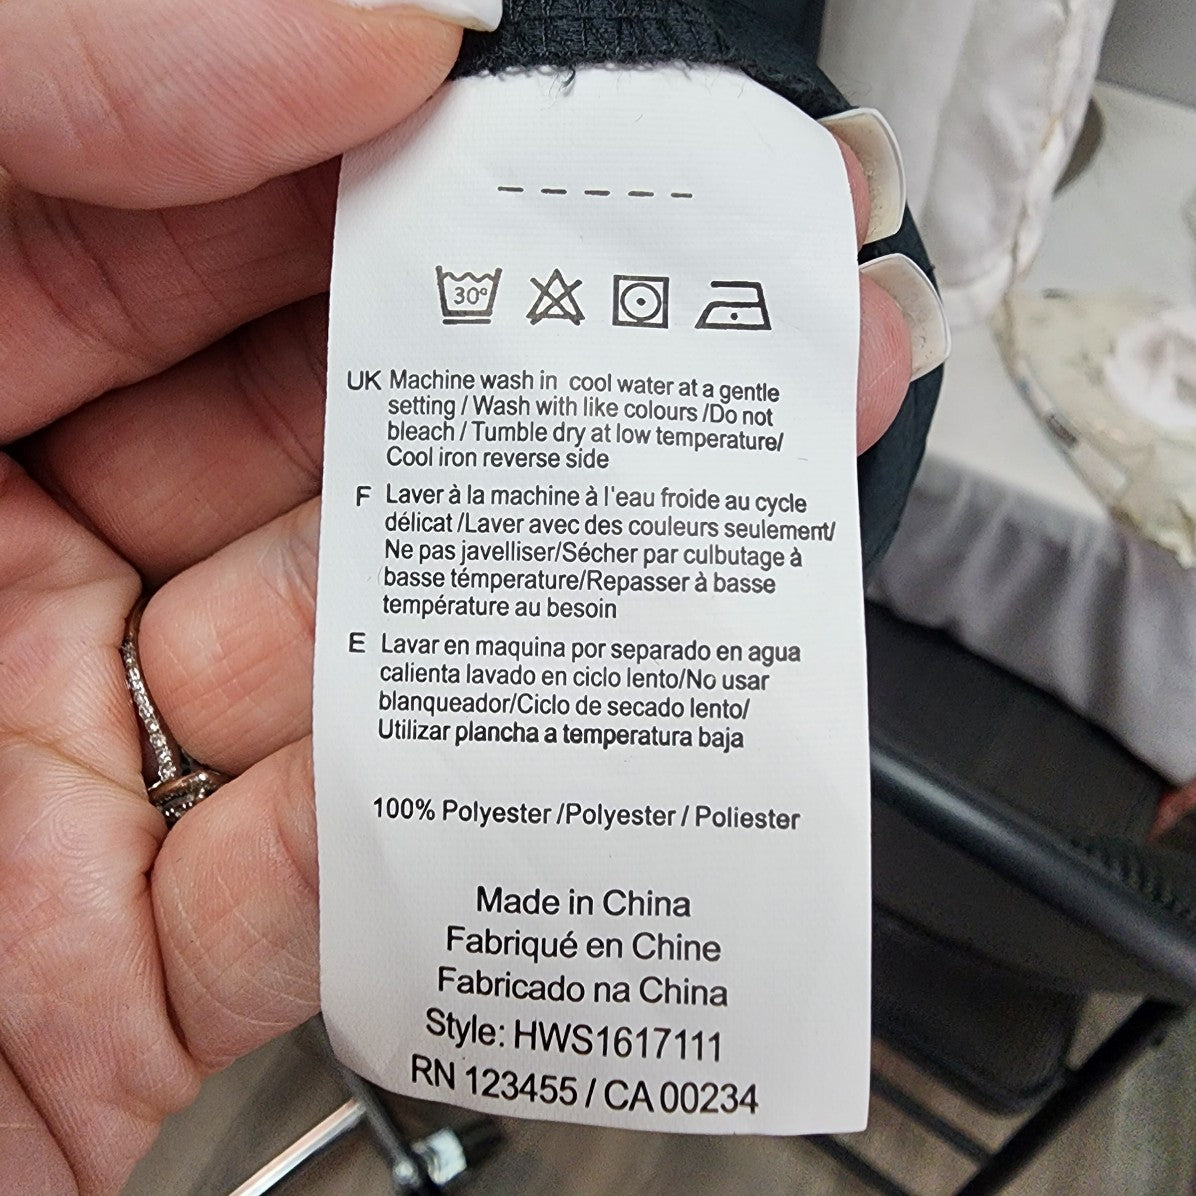 30°
UK Machine wash in cool water at a gentle
setting / Wash with like colours /Do not
bleach / Tumble dry at low temperature/
Cool iron reverse side
F Laver à la machine à l'eau froide au cycle
délicat /Laver avec des couleurs seulement/
Ne pas javelliser/Sécher par culbutage à
basse témpérature/Repasser à basse
température au besoin
E Lavar en maquina por separado en agua
calienta lavado en ciclo lento/No usar
blanqueador/Ciclo de secado lento/
Utilizar plancha a temperatura baja
100% Polyester /Polyester / Poliester
Made in China
Fabriqué en Chine
Fabricado na China
Style: HWS1617111
RN 123455 / CA 00234